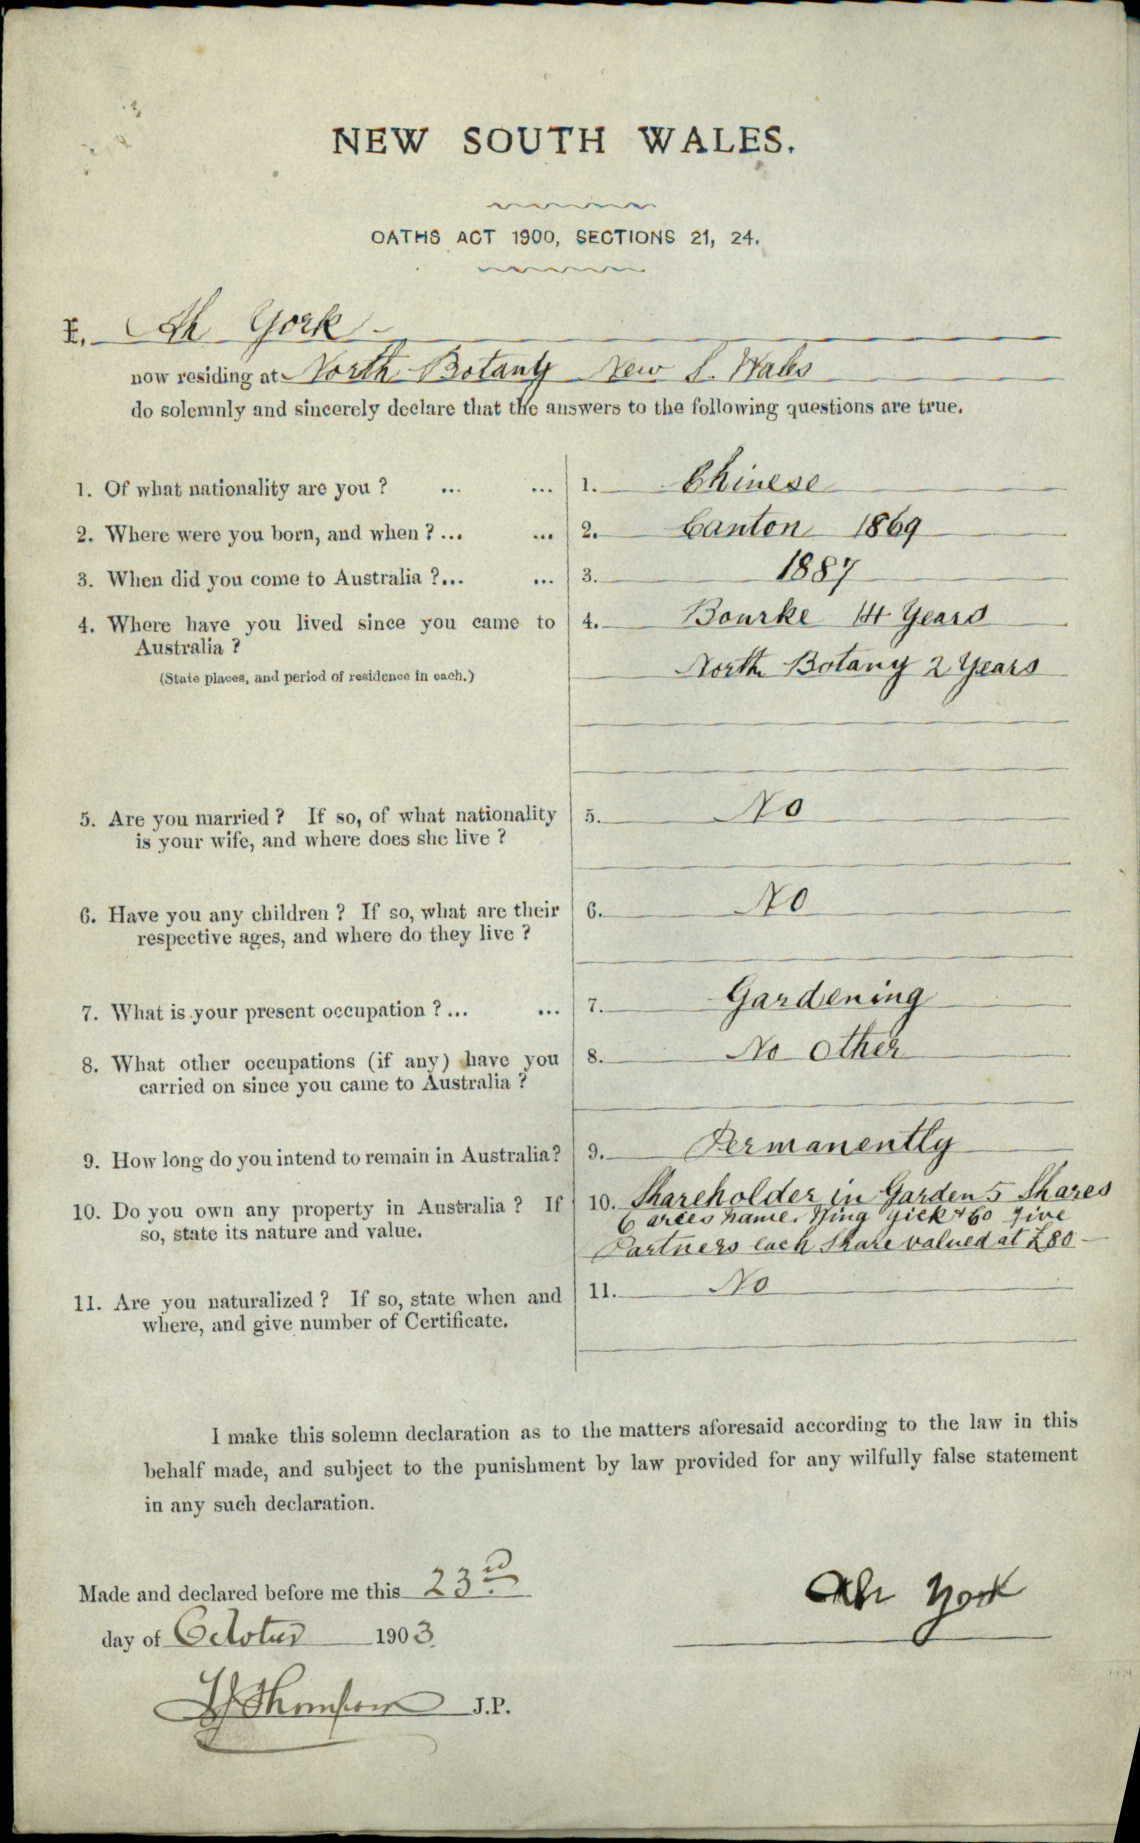 NEW SOUTH WALES.
OATHS ACT 1900, SECTIONS 21, 24.
I, Ah York
now residing at North Botany New S. Wales
do solemnly and sincerely declare that the answers to the following questions are true.
1. Of what nationality are you ? ... ... 1. Chinese
2. Where were you born, and when ? ... ... 2. Canton 1869
3. When did you come to Australia ?... ... 3. 1887
4. Where have you lived since you came to 4. Bourke 14 Years
Australia ?
(State places, and period of residence in each.) North Botany 2 Years
5. Are you married ? If so, of what nationality 5. No
is your wife, and where does she live ?
6. Have you any children ? If so, what are their 6. No
respective ages, and where do they live ?
7. What is your present occupation ? ... ... 7. Gardening
8. What other occupations (if any) have you 8. No other
carried on since you came to Australia ?
9. How long do you intend to remain in Australia? 9. Permanently
10. Do you own any property in Australia ? If 10. Shareholder in Garden 5 Shares
so, state its nature and value. 6 acres name. Wing Yick & Co five
Partners each share valued at £80 —
11. Are you naturalized ? If so, state when and 11. No
where, and give number of Certificate.
I make this solemn declaration as to the matters aforesaid according to the law in this
behalf made, and subject to the punishment by law provided for any wilfully false statement
in any such declaration.
Made and declared before me this 23rd
day of October 1903
Ah York
Thompson J.P.